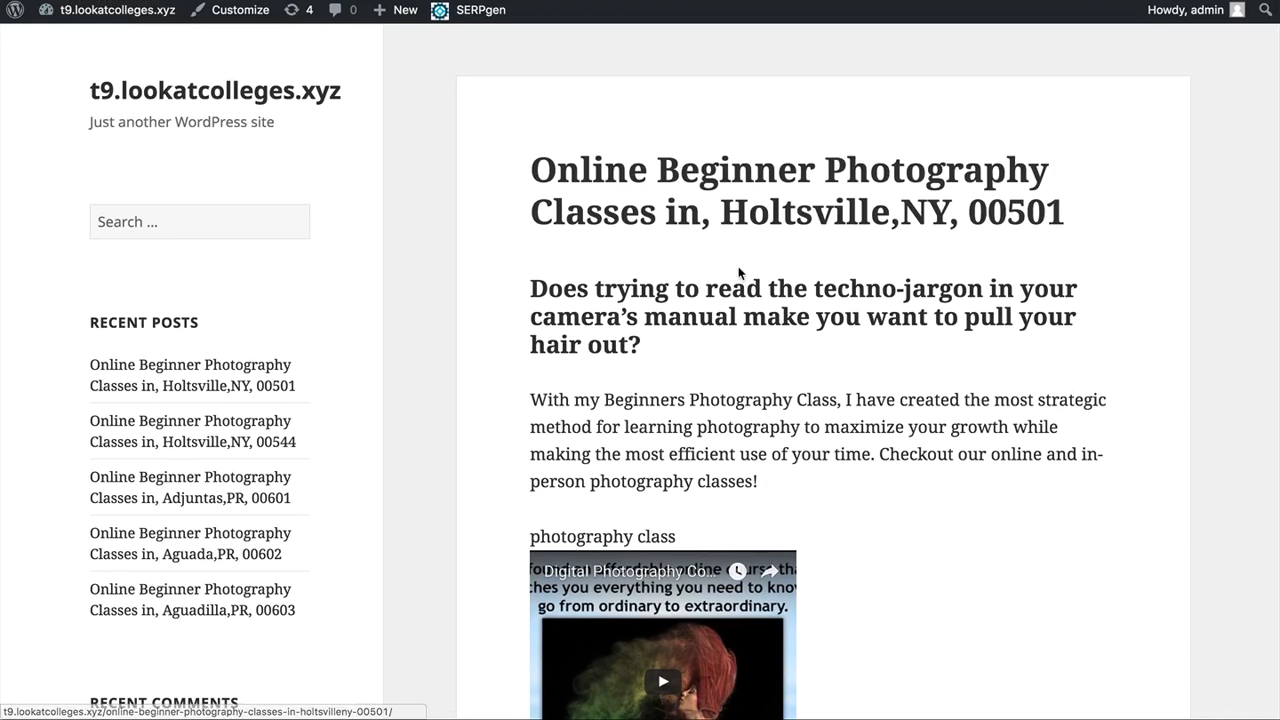 t9.lookatcolleges.xyz Customize 4 0 New SERPgen Howdy, admin
t9.lookatcolleges.xyz
Just another WordPress site
Search ...
RECENT POSTS
Online Beginner Photography
Classes in, Holtsville,NY, 00501
Online Beginner Photography
Classes in, Holtsville,NY, 00544
Online Beginner Photography
Classes in, Adjuntas,PR, 00601
Online Beginner Photography
Classes in, Aguada,PR, 00602
Online Beginner Photography
Classes in, Aguadilla,PR, 00603
RECENT COMMENTS
t9.lookatcolleges.xyz/online-beginner-photography-classes-in-holtsvilleny-00501/
Online Beginner Photography
Classes in, Holtsville,NY, 00501
Does trying to read the techno-jargon in your
camera’s manual make you want to pull your
hair out?
With my Beginners Photography Class, I have created the most strategic
method for learning photography to maximize your growth while
making the most efficient use of your time. Checkout our online and in-
person photography classes!
photography class
Digital Photography Co...
ches you everything you need to know
go from ordinary to extraordinary.